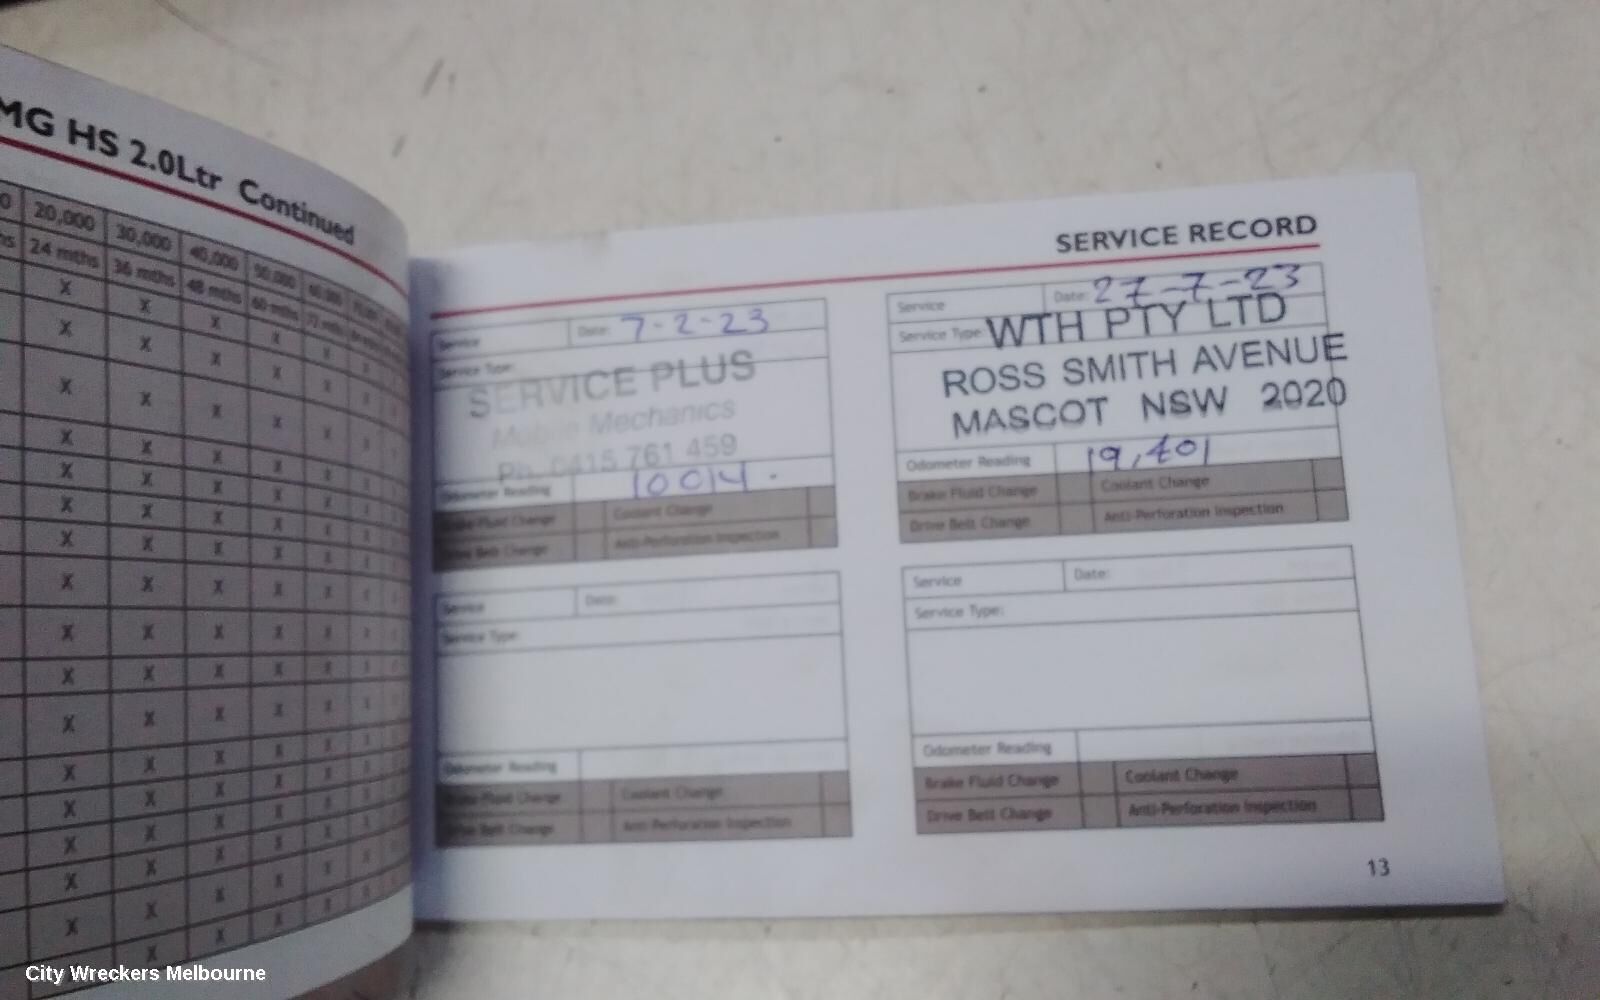 MG HS 2.0Ltr Continued
20,000 30,000 40,000 50,000
24 mths 36 mths 48 mths 60 mths 72 mths
X X X X X X
X X X X X X
X X X X X X
X X X X X
X X X X X
X X X X X
X X X X X
X X X X X
X X X X X
X X X X X
X X X X X
X X X X X
X X X X X
X X X X X
X X X X X
X X X X X
X X X X X
SERVICE RECORD
Service Date: 7-2-23
Service Type:
SERVICE PLUS
Mobile Mechanics
Ph. 0415 761 459
Odometer Reading 10014.
Brake Fluid Change Coolant Change
Drive Belt Change Anti-Perforation Inspection
Service Date: 27-7-23
Service Type:
WTH PTY LTD
ROSS SMITH AVENUE
MASCOT NSW 2020
Odometer Reading 19,401
Brake Fluid Change Coolant Change
Drive Belt Change Anti-Perforation Inspection
Service Date:
Service Type:
Odometer Reading
Brake Fluid Change Coolant Change
Drive Belt Change Anti-Perforation Inspection
Service Date:
Service Type:
Odometer Reading
Brake Fluid Change Coolant Change
Drive Belt Change Anti-Perforation Inspection
13
City Wreckers Melbourne